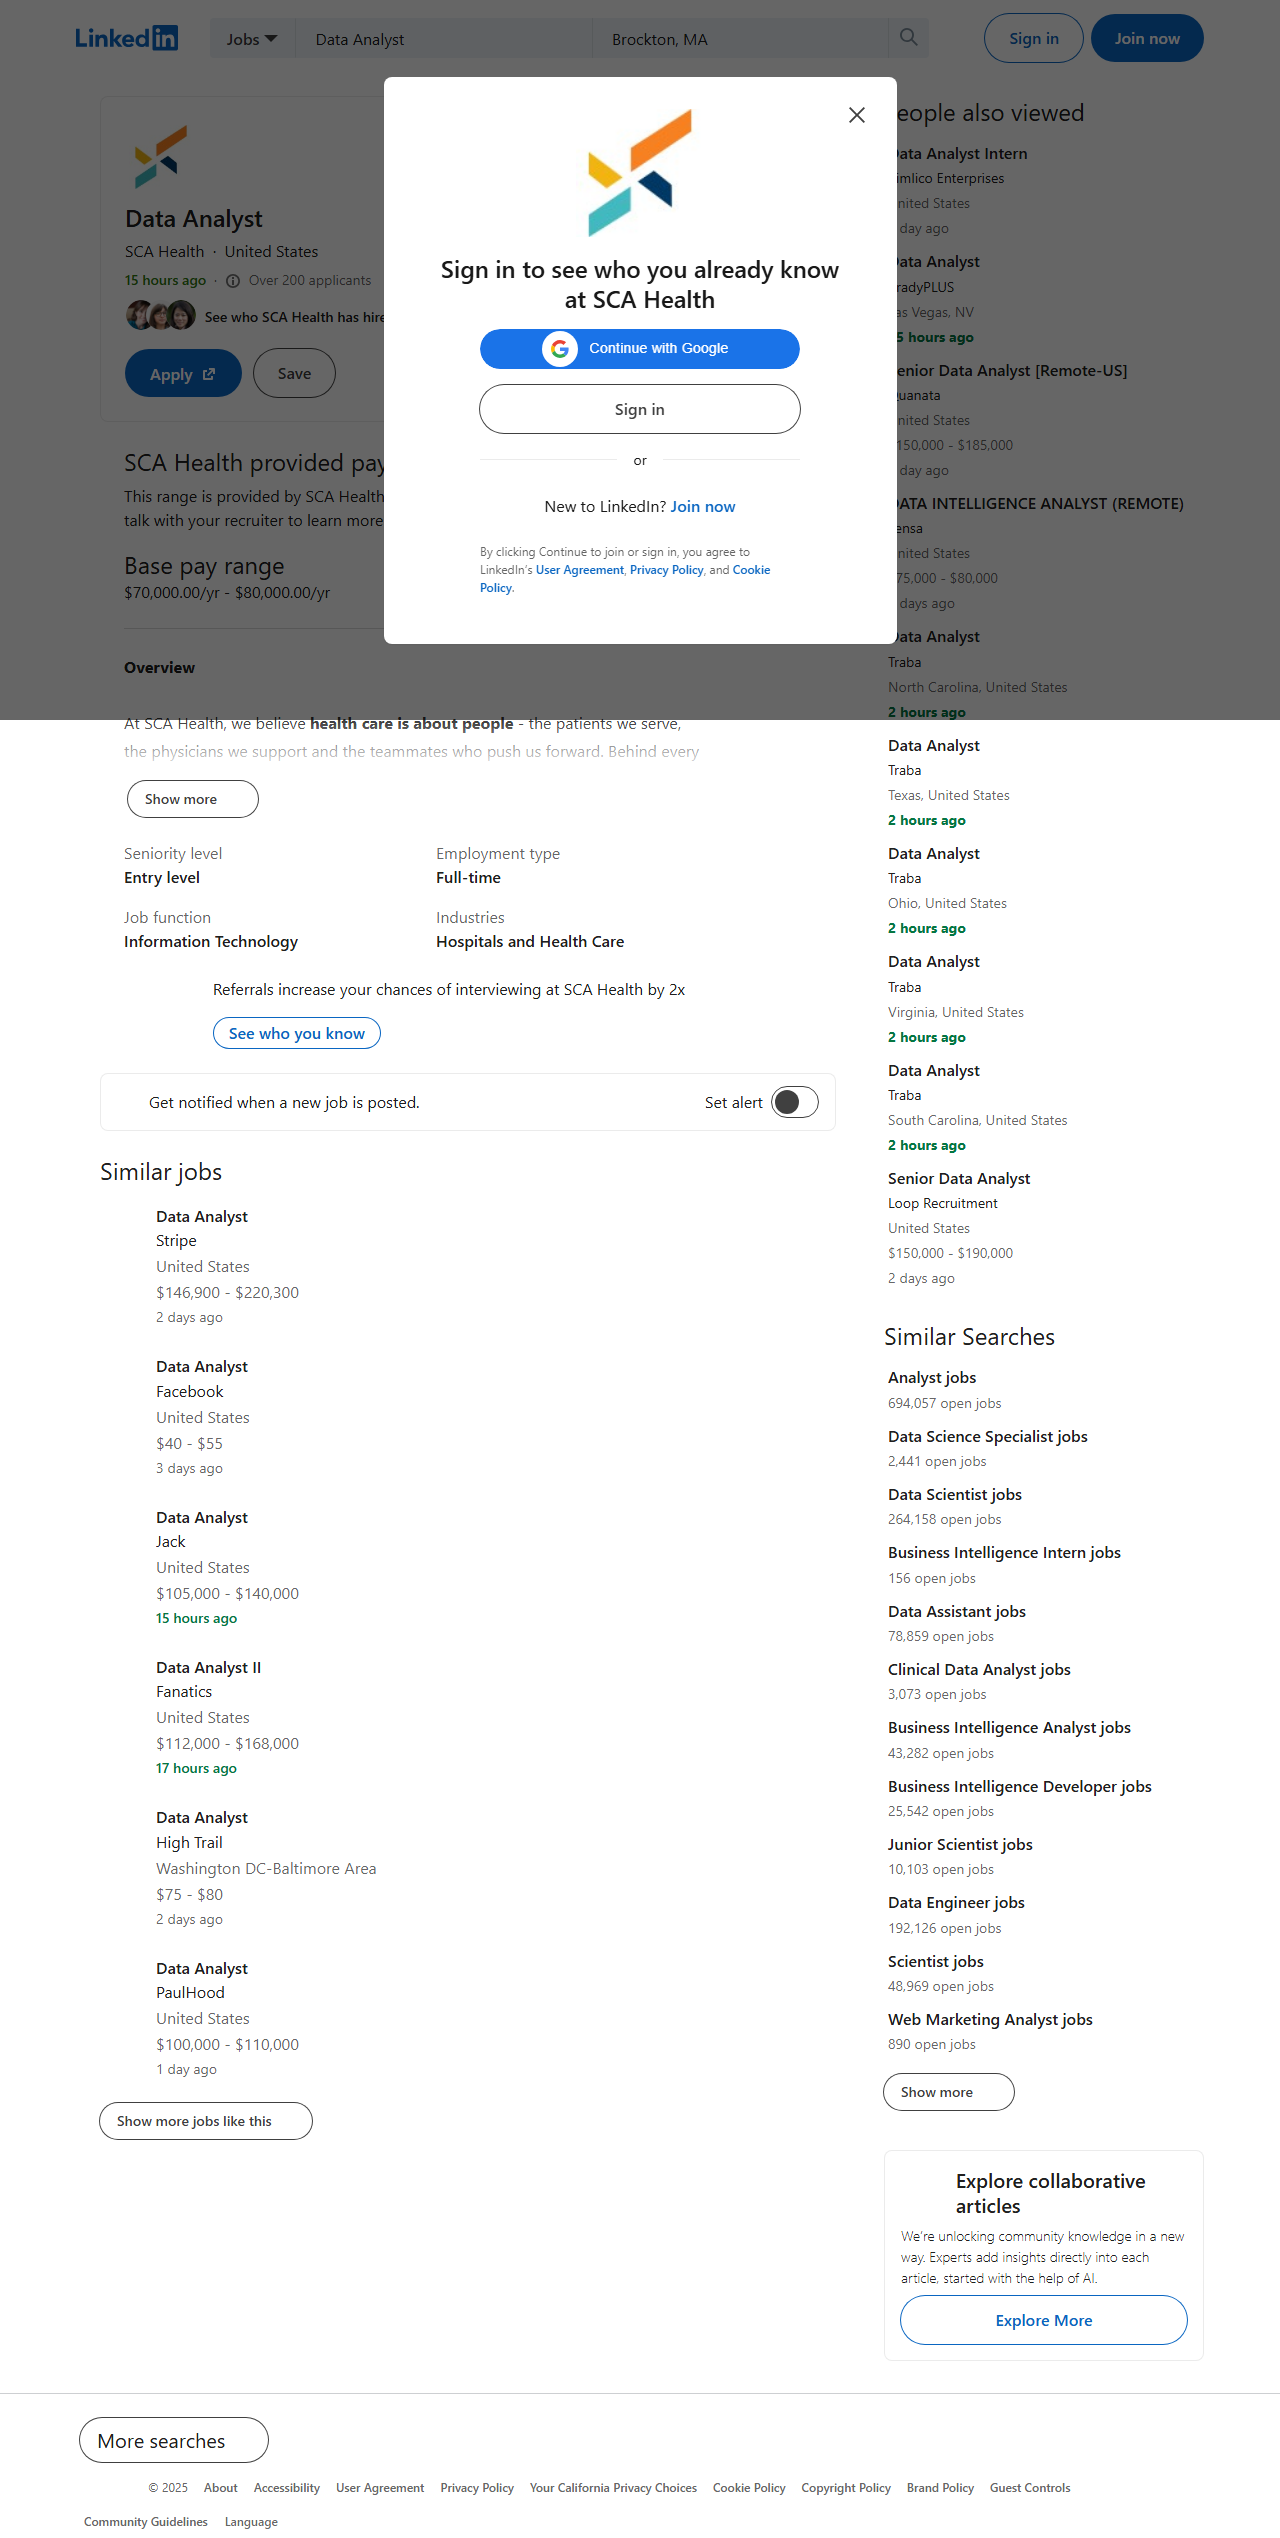 LinkedIn
Jobs
Data Analyst
Brockton, MA
Sign in
Join now
Data Analyst
SCA Health · United States
15 hours ago · Over 200 applicants
See who SCA Health has hire
Apply
Save
SCA Health provided pay
This range is provided by SCA Health
talk with your recruiter to learn more
Base pay range
$70,000.00/yr - $80,000.00/yr
Overview
At SCA Health, we believe health care is about people - the patients we serve,
the physicians we support and the teammates who push us forward. Behind every
Show more
Seniority level
Entry level
Employment type
Full-time
Job function
Information Technology
Industries
Hospitals and Health Care
Referrals increase your chances of interviewing at SCA Health by 2x
See who you know
Get notified when a new job is posted.
Set alert
Similar jobs
Data Analyst
Stripe
United States
$146,900 - $220,300
2 days ago
Data Analyst
Facebook
United States
$40 - $55
3 days ago
Data Analyst
Jack
United States
$105,000 - $140,000
15 hours ago
Data Analyst II
Fanatics
United States
$112,000 - $168,000
17 hours ago
Data Analyst
High Trail
Washington DC-Baltimore Area
$75 - $80
2 days ago
Data Analyst
PaulHood
United States
$100,000 - $110,000
1 day ago
Show more jobs like this
Sign in to see who you already know
at SCA Health
Continue with Google
Sign in
or
New to LinkedIn? Join now
By clicking Continue to join or sign in, you agree to
LinkedIn's User Agreement, Privacy Policy, and Cookie
Policy.
eople also viewed
ata Analyst Intern
imlico Enterprises
nited States
day ago
ata Analyst
radyPLUS
as Vegas, NV
5 hours ago
enior Data Analyst [Remote-US]
uanata
nited States
150,000 - $185,000
day ago
DATA INTELLIGENCE ANALYST (REMOTE)
ensa
nited States
75,000 - $80,000
days ago
ata Analyst
Traba
North Carolina, United States
2 hours ago
Data Analyst
Traba
Texas, United States
2 hours ago
Data Analyst
Traba
Ohio, United States
2 hours ago
Data Analyst
Traba
Virginia, United States
2 hours ago
Data Analyst
Traba
South Carolina, United States
2 hours ago
Senior Data Analyst
Loop Recruitment
United States
$150,000 - $190,000
2 days ago
Similar Searches
Analyst jobs
694,057 open jobs
Data Science Specialist jobs
2,441 open jobs
Data Scientist jobs
264,158 open jobs
Business Intelligence Intern jobs
156 open jobs
Data Assistant jobs
78,859 open jobs
Clinical Data Analyst jobs
3,073 open jobs
Business Intelligence Analyst jobs
43,282 open jobs
Business Intelligence Developer jobs
25,542 open jobs
Junior Scientist jobs
10,103 open jobs
Data Engineer jobs
192,126 open jobs
Scientist jobs
48,969 open jobs
Web Marketing Analyst jobs
890 open jobs
Show more
Explore collaborative
articles
We're unlocking community knowledge in a new
way. Experts add insights directly into each
article, started with the help of AI.
Explore More
More searches
© 2025 About Accessibility User Agreement Privacy Policy Your California Privacy Choices Cookie Policy Copyright Policy Brand Policy Guest Controls
Community Guidelines Language